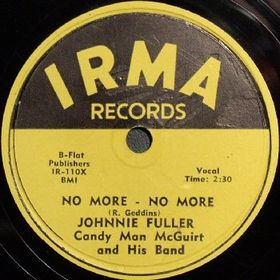 IRMA
RECORDS
B-Flat
Publishers
IR-110X
BMI
Vocal
Time: 2:30
NO MORE - NO MORE
(R. Geddins)
JOHNNIE FULLER
Candy Man McGuirt
and His Band